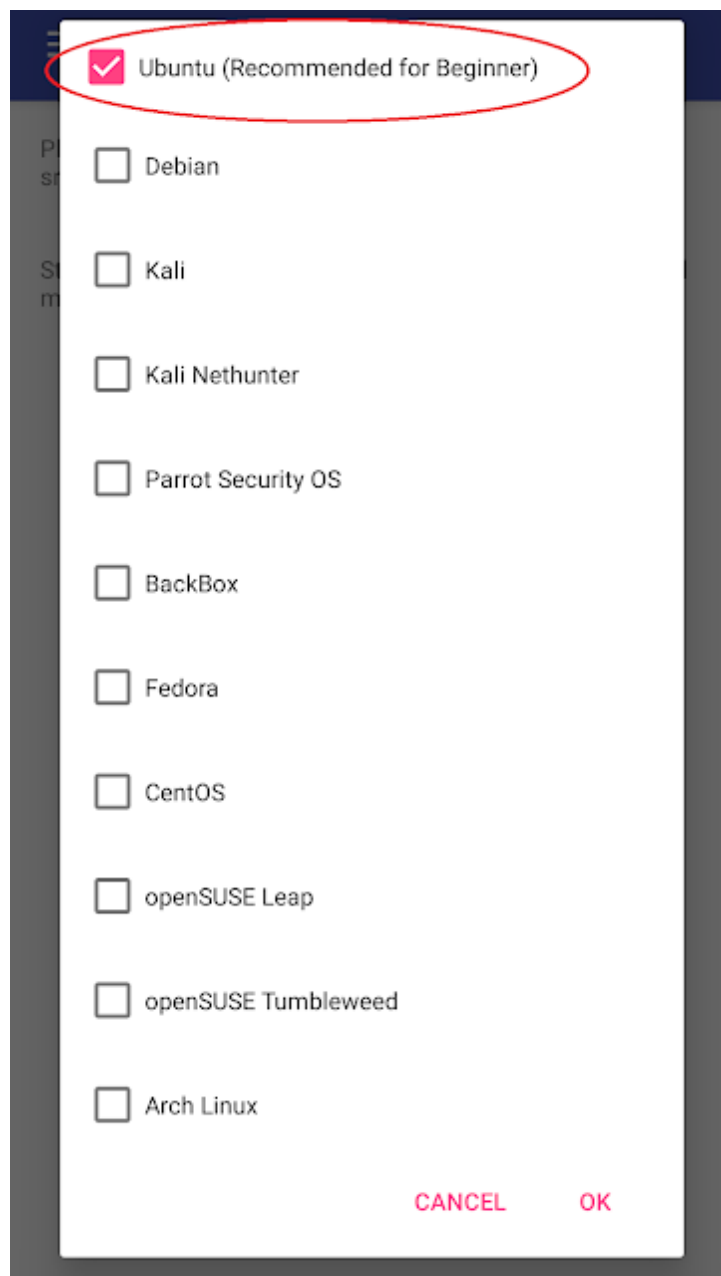 Ubuntu (Recommended for Beginner)
Debian
Kali
Kali Nethunter
Parrot Security OS
BackBox
Fedora
CentOS
openSUSE Leap
openSUSE Tumbleweed
Arch Linux
CANCEL OK